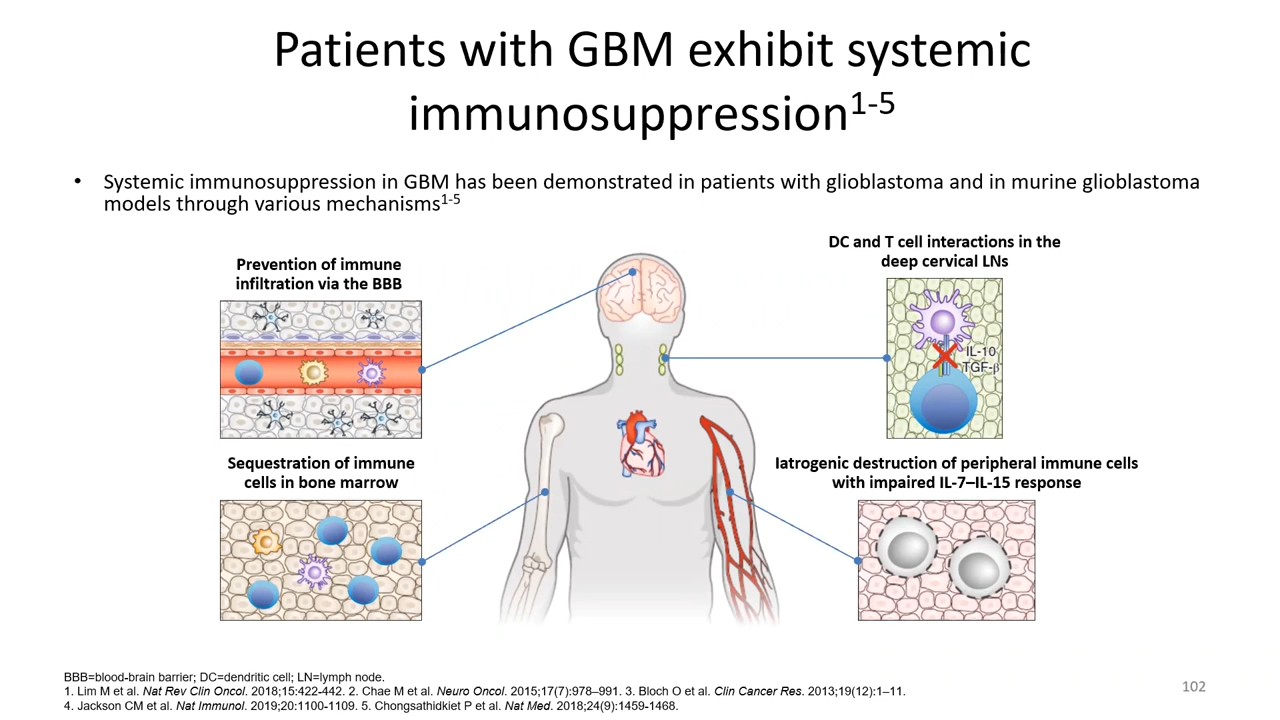 Patients with GBM exhibit systemic
immunosuppression1-5
• Systemic immunosuppression in GBM has been demonstrated in patients with glioblastoma and in murine glioblastoma
models through various mechanisms1-5
Prevention of immune
infiltration via the BBB
DC and T cell interactions in the
deep cervical LNs
IL-10
TGF-β
Sequestration of immune
cells in bone marrow
Iatrogenic destruction of peripheral immune cells
with impaired IL-7–IL-15 response
BBB=blood-brain barrier; DC=dendritic cell; LN=lymph node.
1. Lim M et al. Nat Rev Clin Oncol. 2018;15:422-442. 2. Chae M et al. Neuro Oncol. 2015;17(7):978–991. 3. Bloch O et al. Clin Cancer Res. 2013;19(12):1–11.
4. Jackson CM et al. Nat Immunol. 2019;20:1100-1109. 5. Chongsathidkiet P et al. Nat Med. 2018;24(9):1459-1468.
102